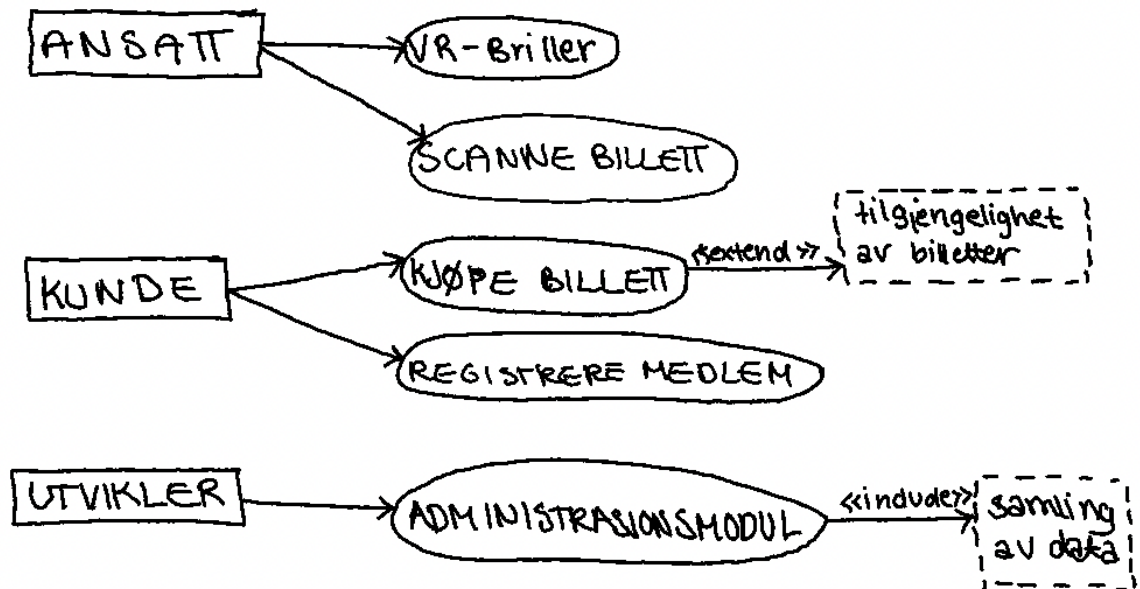 ANSATT
VR-Briller
SCANNE BILLETT
tilgjengelighet
av billetter
<<extend>>
KJØPE BILLETT
KUNDE
REGISTRERE MEDLEM
UTVIKLER
ADMINISTRASIONSMODUL
<<include>>
samling
av data